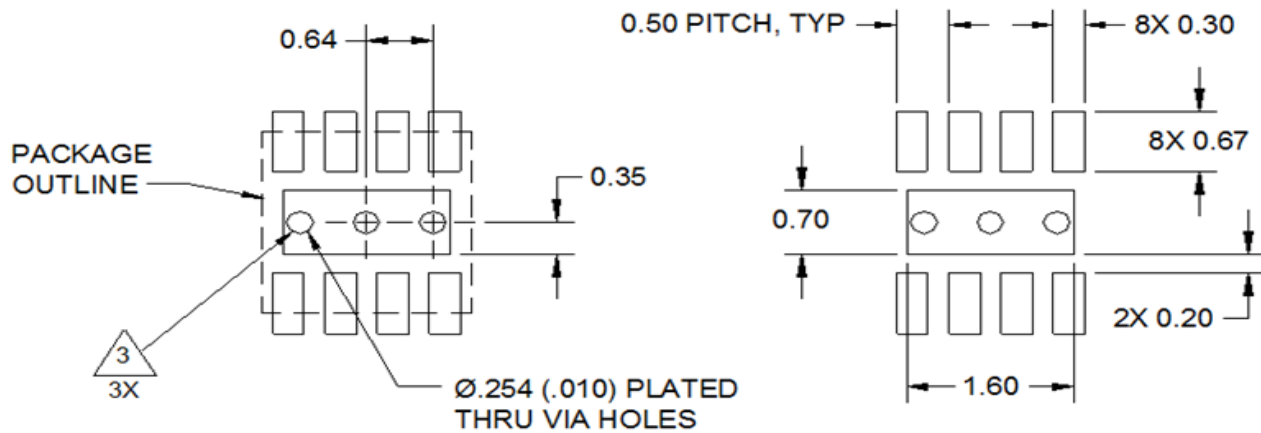 0.64
0.50 PITCH, TYP
8X 0.30
PACKAGE
OUTLINE
0.35
8X 0.67
0.70
2X 0.20
3
3X
1.60
Ø.254 (.010) PLATED
THRU VIA HOLES